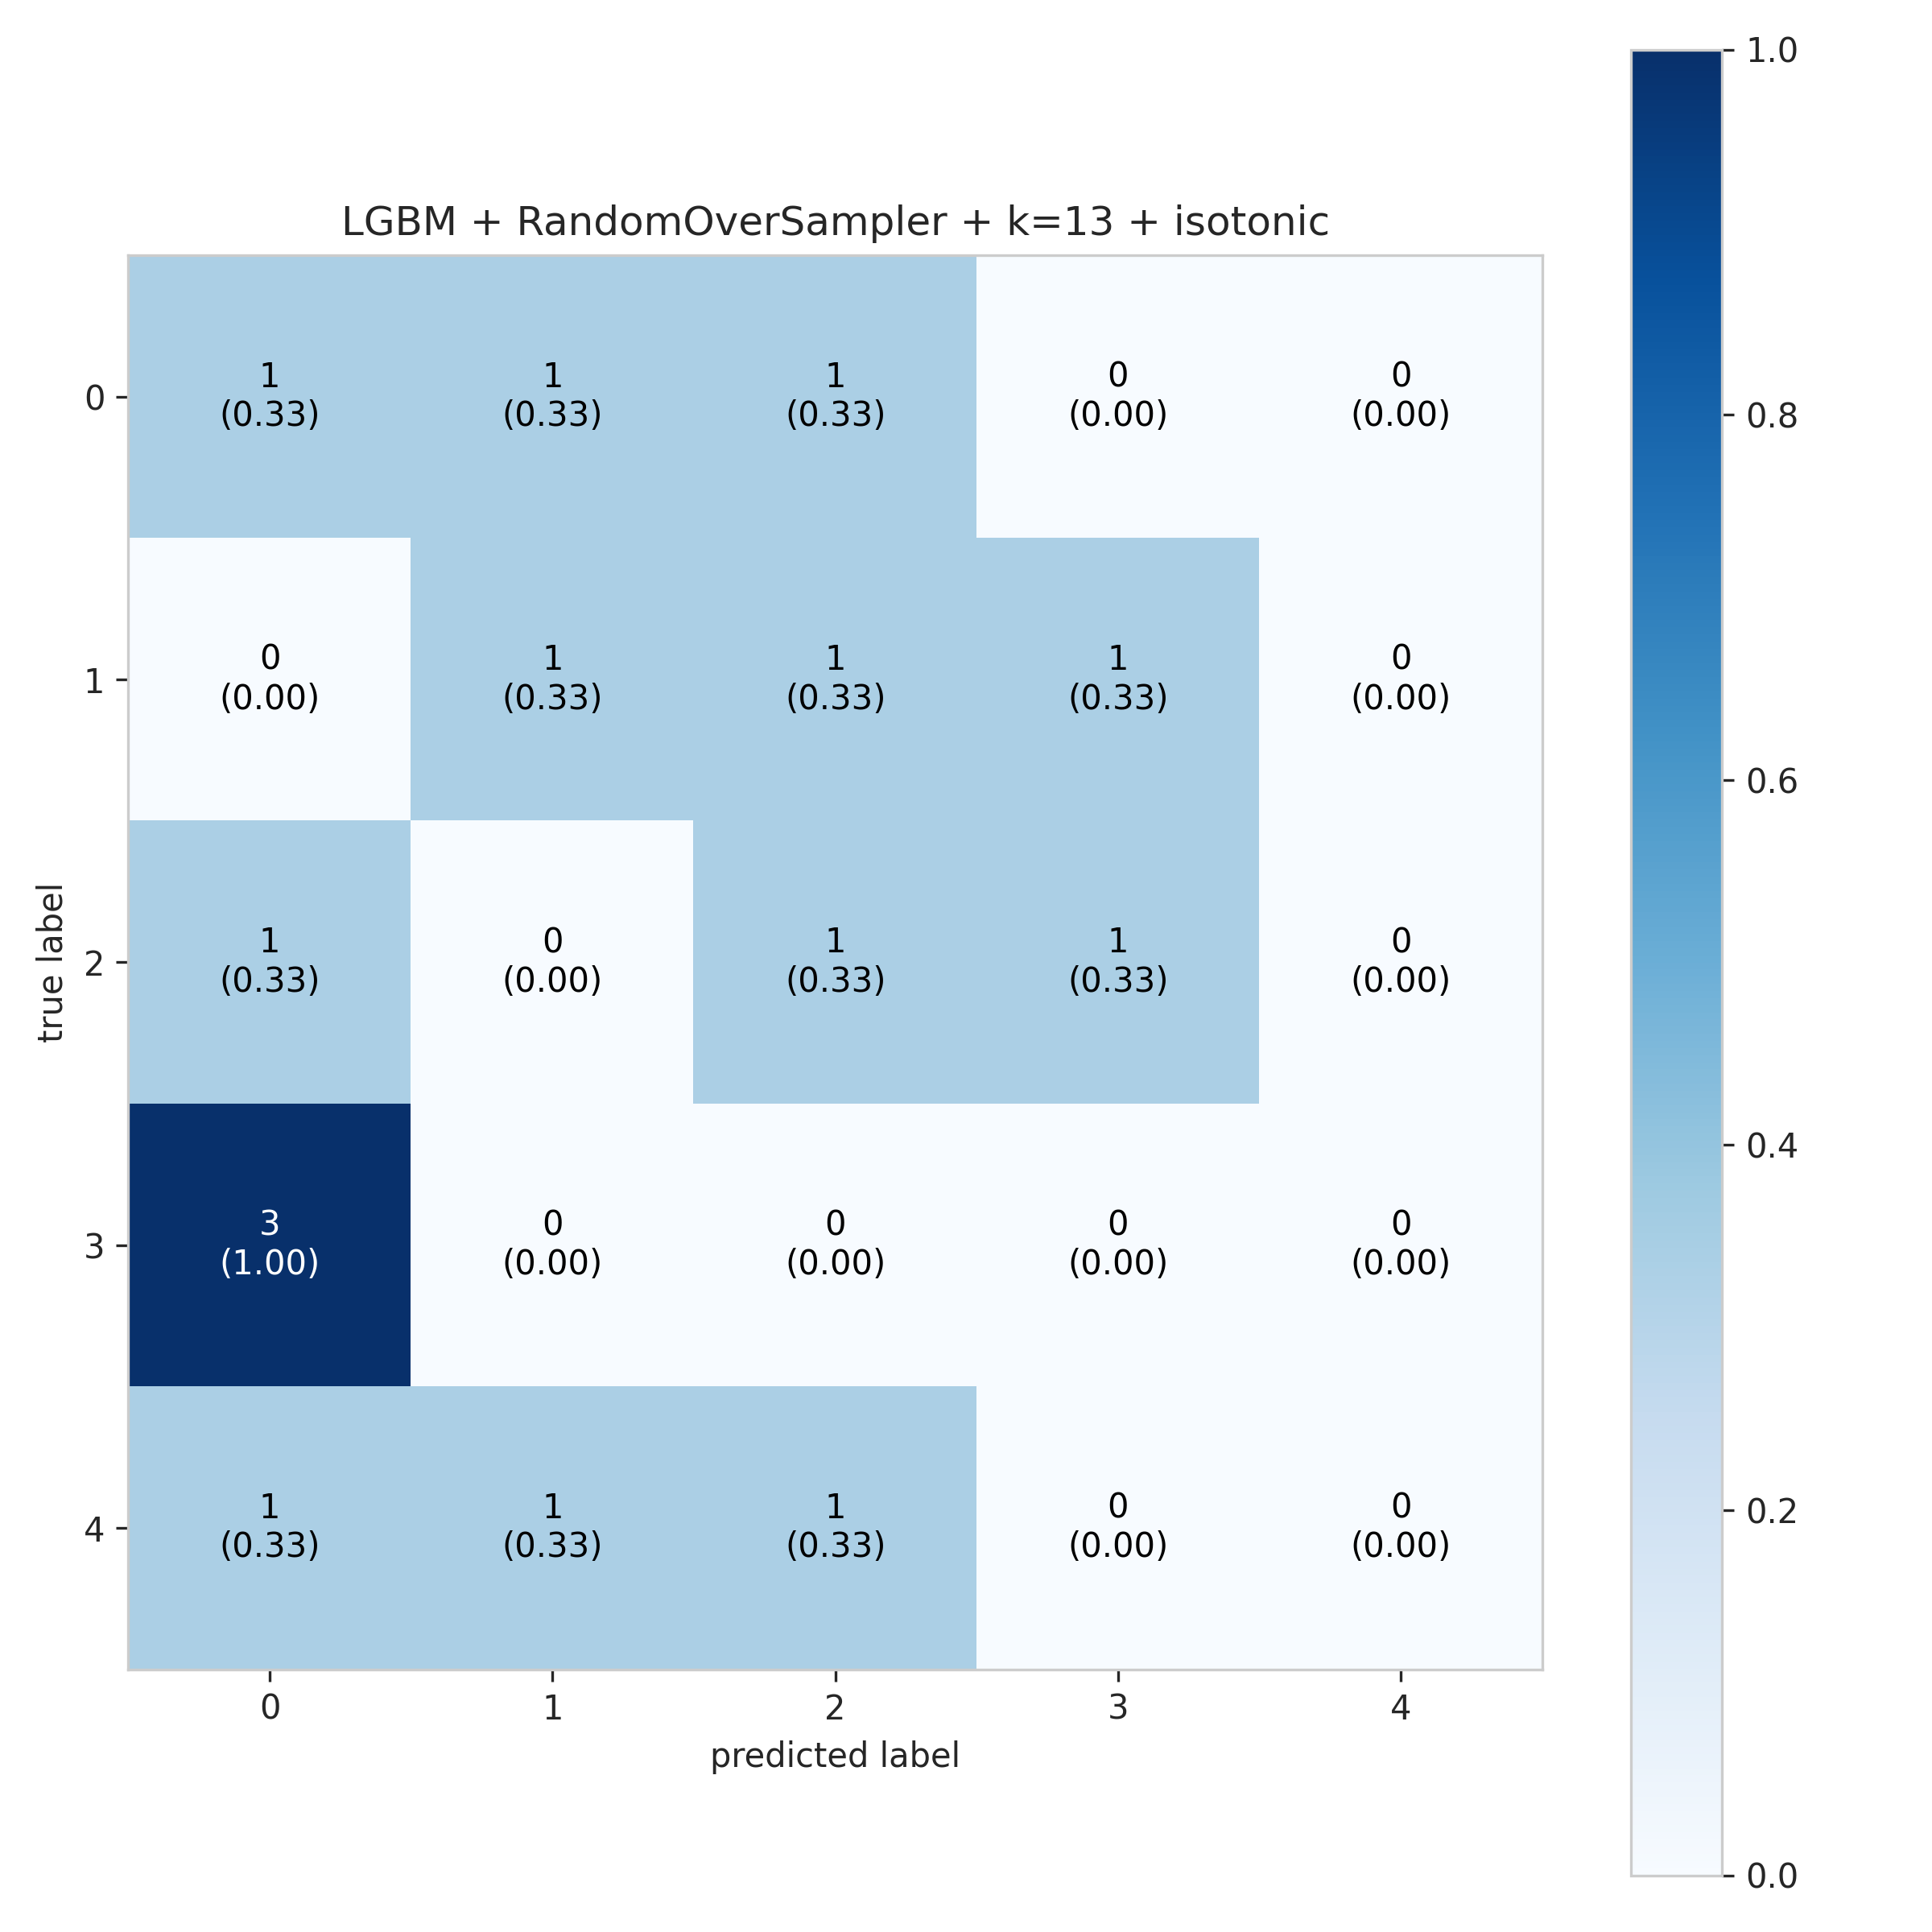 LGBM + RandomOverSampler + k=13 + isotonic
1 1 1 0 0
(0.33) (0.33) (0.33) (0.00) (0.00)
0
0 1 1 1 0
(0.00) (0.33) (0.33) (0.33) (0.00)
1
1 0 1 1 0
(0.33) (0.00) (0.33) (0.33) (0.00)
2
3 0 0 0 0
(1.00) (0.00) (0.00) (0.00) (0.00)
3
1 1 1 0 0
(0.33) (0.33) (0.33) (0.00) (0.00)
4
0 1 2 3 4
predicted label
true label
1.0
0.8
0.6
0.4
0.2
0.0